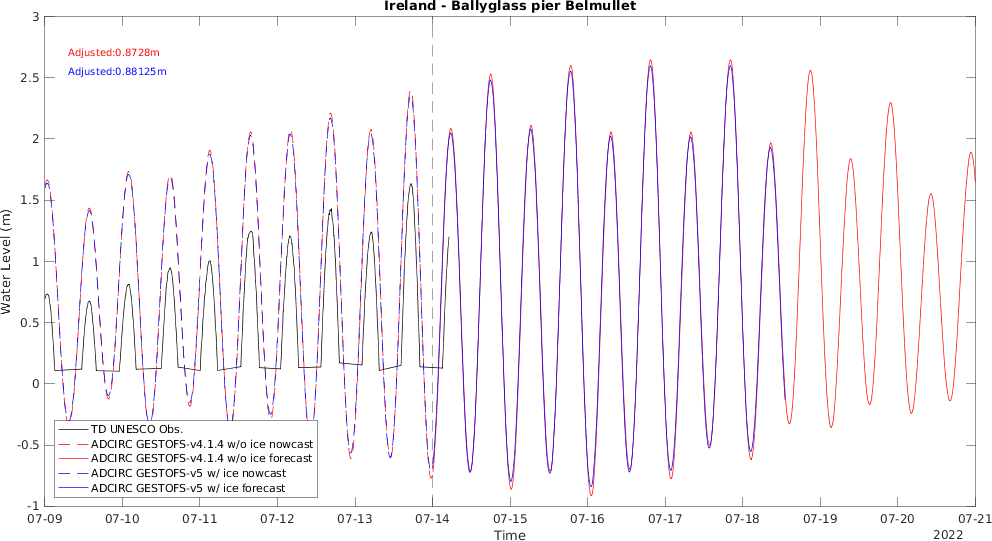 Ireland - Ballyglass pier Belmullet
Adjusted:0.8728m
Adjusted:0.88125m
3
2.5
2
1.5
1
0.5
0
-0.5
-1
Water Level (m)
TD UNESCO Obs.
ADCIRC GESTOFS-v4.1.4 w/o ice nowcast
ADCIRC GESTOFS-v4.1.4 w/o ice forecast
ADCIRC GESTOFS-v5 w/ ice nowcast
ADCIRC GESTOFS-v5 w/ ice forecast
07-09 07-10 07-11 07-12 07-13 07-14 07-15 07-16 07-17 07-18 07-19 07-20 07-21
Time
2022